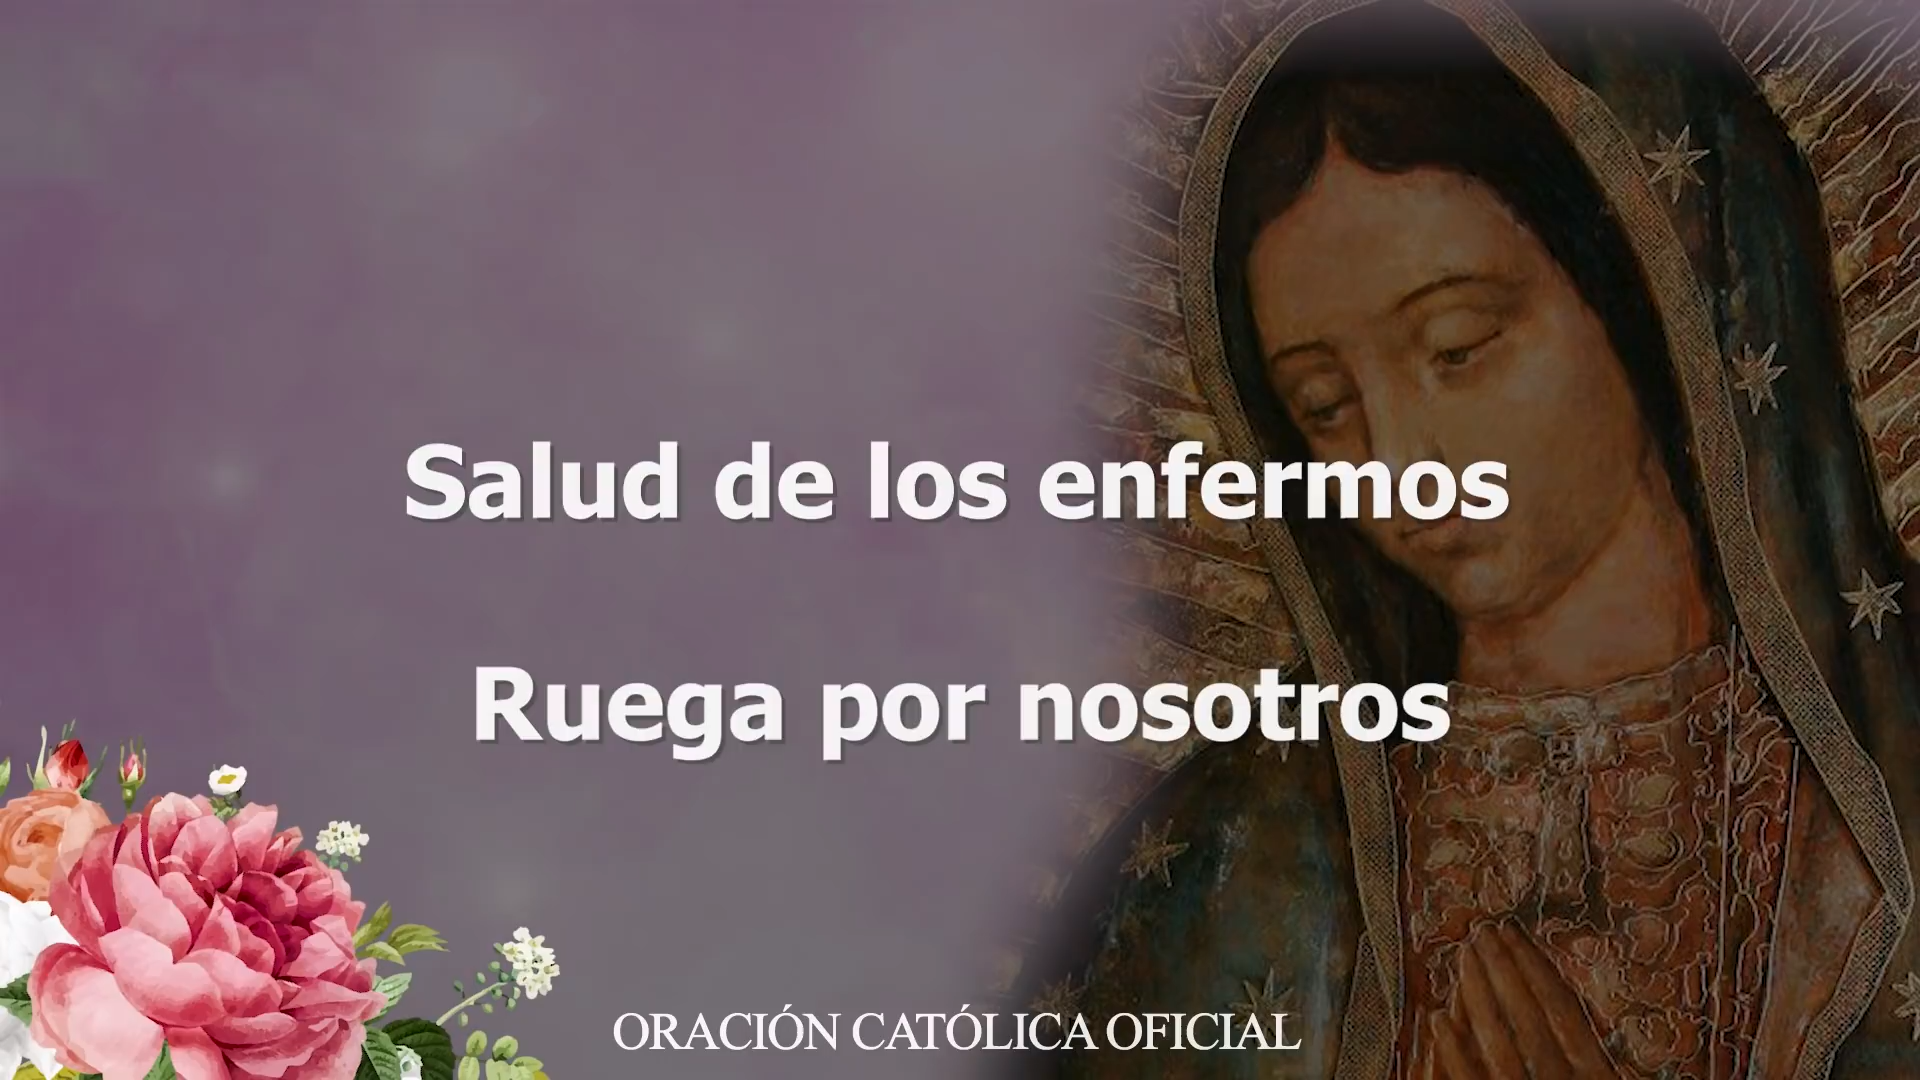 Salud de los enfermos
Ruega por nosotros
ORACIÓN CATÓLICA OFICIAL